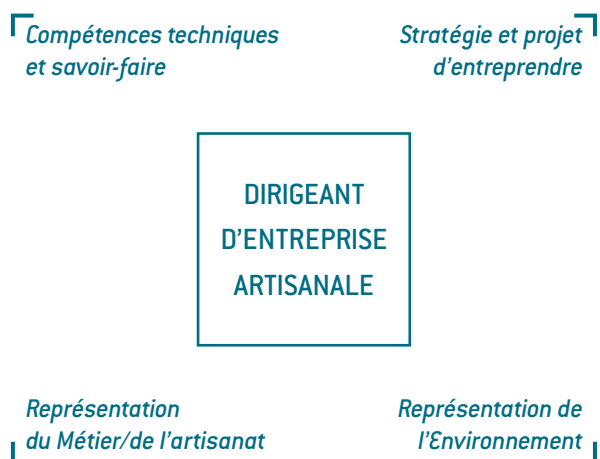 Compétences techniques
et savoir-faire
Stratégie et projet
d'entreprendre
DIRIGEANT
D'ENTREPRISE
ARTISANALE
Représentation
du Métier/de l'artisanat
Représentation de
l'Environnement